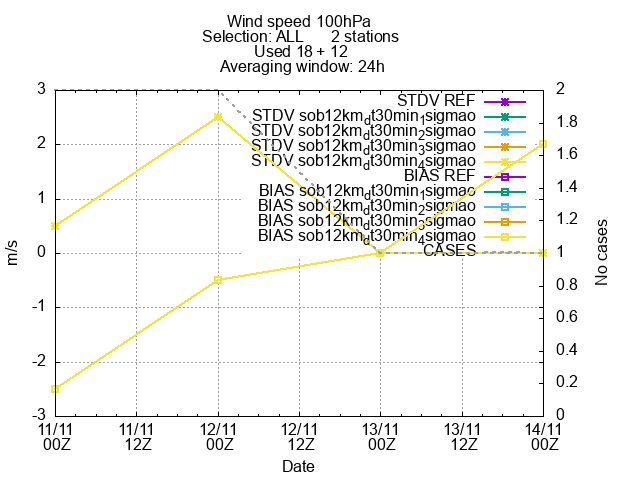 Wind speed 100hPa
Selection: ALL 2 stations
Used 18 + 12
Averaging window: 24h
3
2
1
0
-1
-2
-3
m/s
2
1.8
1.6
1.4
1.2
1
0.8
0.6
0.4
0.2
0
No cases
STDV REF
STDV sob12km_dt30min_1sigmao
STDV sob12km_dt30min_2sigmao
STDV sob12km_dt30min_3sigmao
STDV sob12km_dt30min_4sigmao
BIAS REF
BIAS sob12km_dt30min_1sigmao
BIAS sob12km_dt30min_2sigmao
BIAS sob12km_dt30min_3sigmao
BIAS sob12km_dt30min_4sigmao
CASES
11/11 11/11 12/11 12/11 13/11 13/11 14/11
00Z 12Z 00Z 12Z 00Z 12Z 00Z
Date